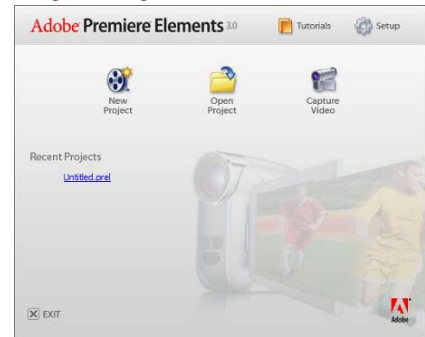 Adobe Premiere Elements 3.0
Tutorials
Setup
New
Project
Open
Project
Capture
Video
Recent Projects
Untitled.prel
EXIT
Adobe